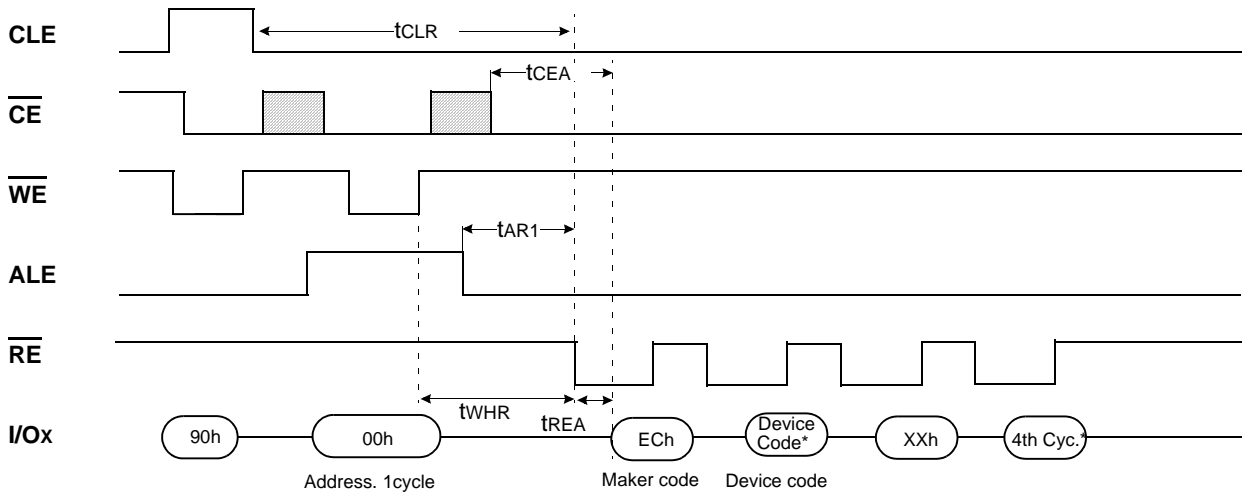 CLE
tCLR
tCEA
CE
WE
tAR1
ALE
RE
tWHR
tREA
I/Ox
90h
00h
ECh
Device
Code*
XXh
4th Cyc.*
Address. 1cycle
Maker code
Device code